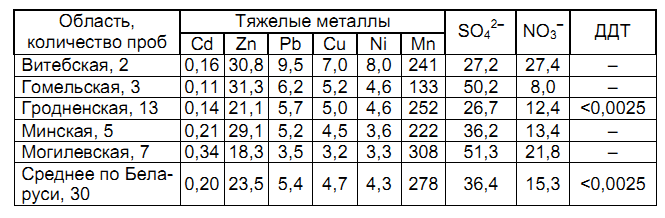 Область, количество проб Тяжелые металлы SO₄²⁻ NO₃⁻ ДДТ
Cd Zn Pb Cu Ni Mn
Витебская, 2 0,16 30,8 9,5 7,0 8,0 241 27,2 27,4 –
Гомельская, 3 0,11 31,3 6,2 5,2 4,6 133 50,2 8,0 –
Гродненская, 13 0,14 21,1 5,7 5,0 4,6 252 26,7 12,4 <0,0025
Минская, 5 0,21 29,1 5,2 4,5 3,6 222 36,2 13,4 –
Могилевская, 7 0,34 18,3 3,5 3,2 3,3 308 51,3 21,8 –
Среднее по Бела-
руси, 30 0,20 23,5 5,4 4,7 4,3 278 36,4 15,3 <0,0025